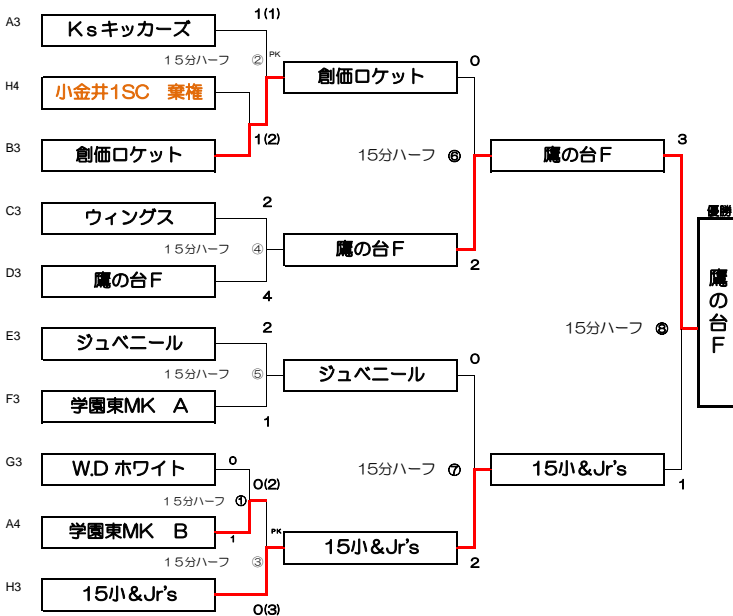 A3 Ksキッカーズ 1(1)
15分ハーフ ② PK
創価ロケット 0
H4 小金井1SC 棄権
B3 創価ロケット 1(2)
15分ハーフ ⑥
鷹の台F 3
C3 ウィングス 2
15分ハーフ ④
鷹の台F 2
D3 鷹の台F 4
優勝
鷹の台F
15分ハーフ ⑧
E3 ジュベニール 2
15分ハーフ ⑤
ジュベニール 0
F3 学園東MK A 1
G3 W.D ホワイト 0
0(2)
15分ハーフ ①
15分ハーフ ⑦
15小&Jr's 1
A4 学園東MK B 1
PK
15分ハーフ ③
15小&Jr's 2
H3 15小&Jr's 0(3)